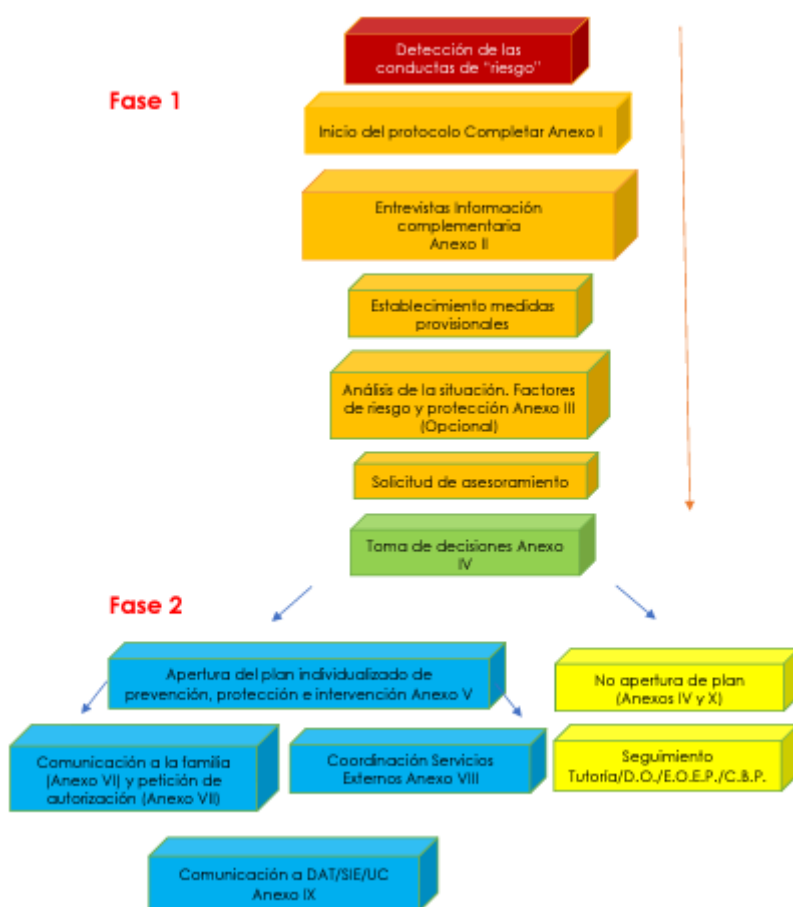 Detección de las
conductas de "riesgo"
Fase 1
Inicio del protocolo Completar Anexo I
Entrevistas Información
complementaria
Anexo II
Establecimiento medidas
provisionales
Análisis de la situación. Factores
de riesgo y protección Anexo III
(Opcional)
Solicitud de asesoramiento
Toma de decisiones Anexo
IV
Fase 2
Apertura del plan individualizado de
prevención, protección e intervención Anexo V
No apertura de plan
(Anexos IV y X)
Comunicación a la familia
(Anexo VI) y petición de
autorización (Anexo VII)
Coordinación Servicios
Externos Anexo VIII
Seguimiento
Tutoría/D.O./E.O.E.P./C.B.P.
Comunicación a DAT/SIE/UC
Anexo IX